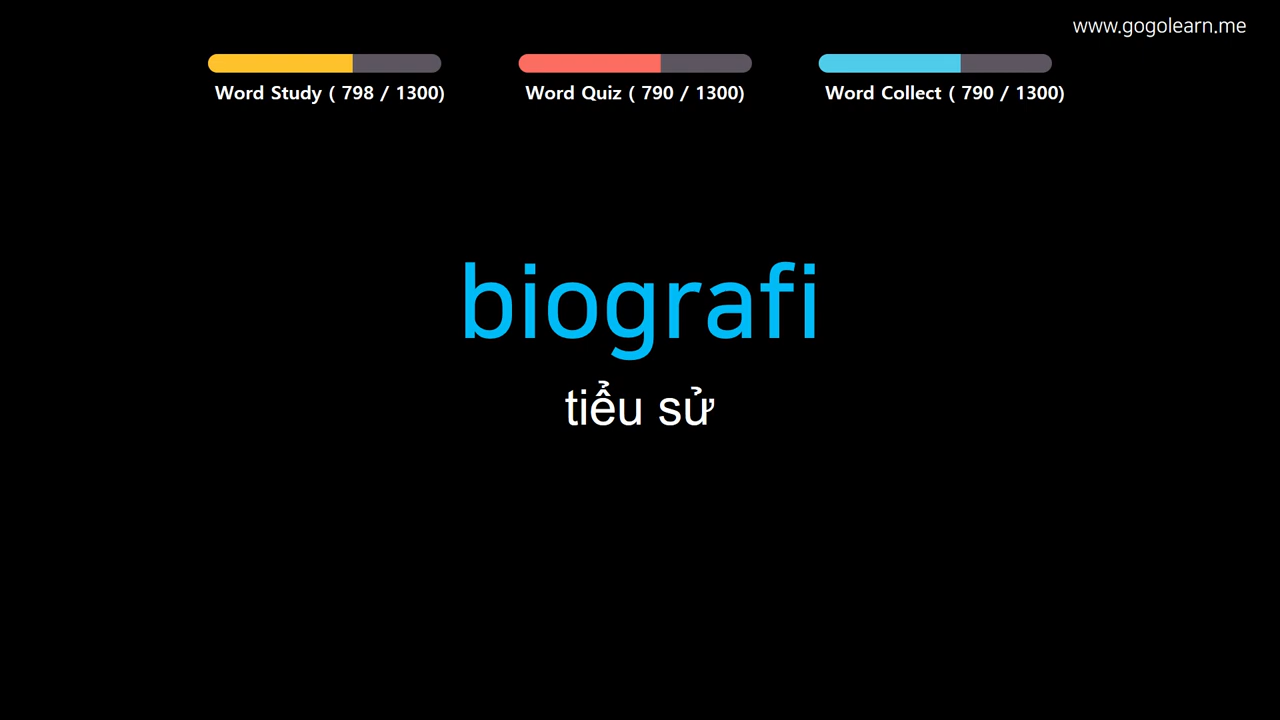 www.gogolearn.me
Word Study ( 798 / 1300)
Word Quiz ( 790 / 1300)
Word Collect ( 790 / 1300)
biografi
tiểu sử